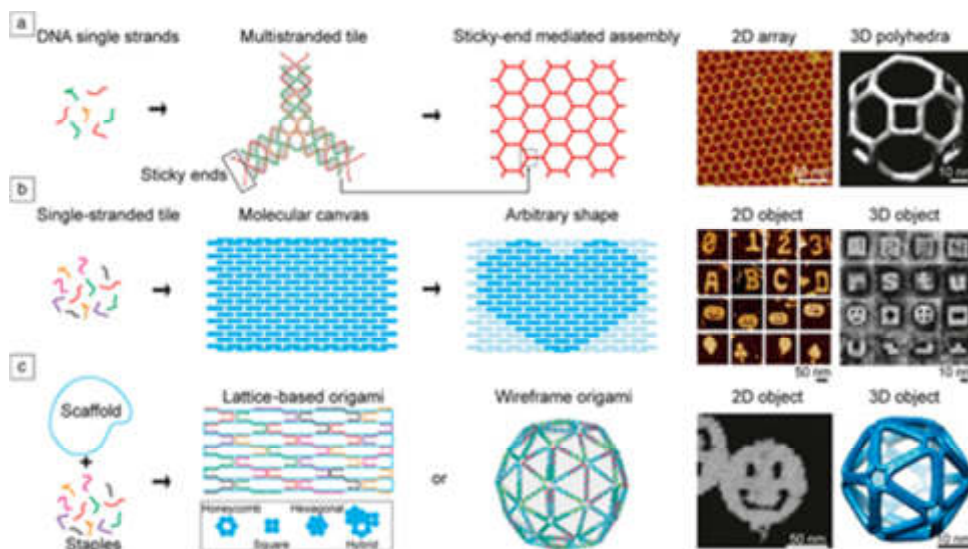 a
DNA single strands
Multistranded tile
Sticky-end mediated assembly
2D array
3D polyhedra
Sticky ends
10 nm
b
Single-stranded tile
Molecular canvas
Arbitrary shape
2D object
3D object
0 1 2 3
A B C D
r s t u
50 nm
10 nm
c
Scaffold
+
Staples
Lattice-based origami
Honeycomb
Hexagonal
Square
Hybrid
or
Wireframe origami
2D object
3D object
50 nm
10 nm